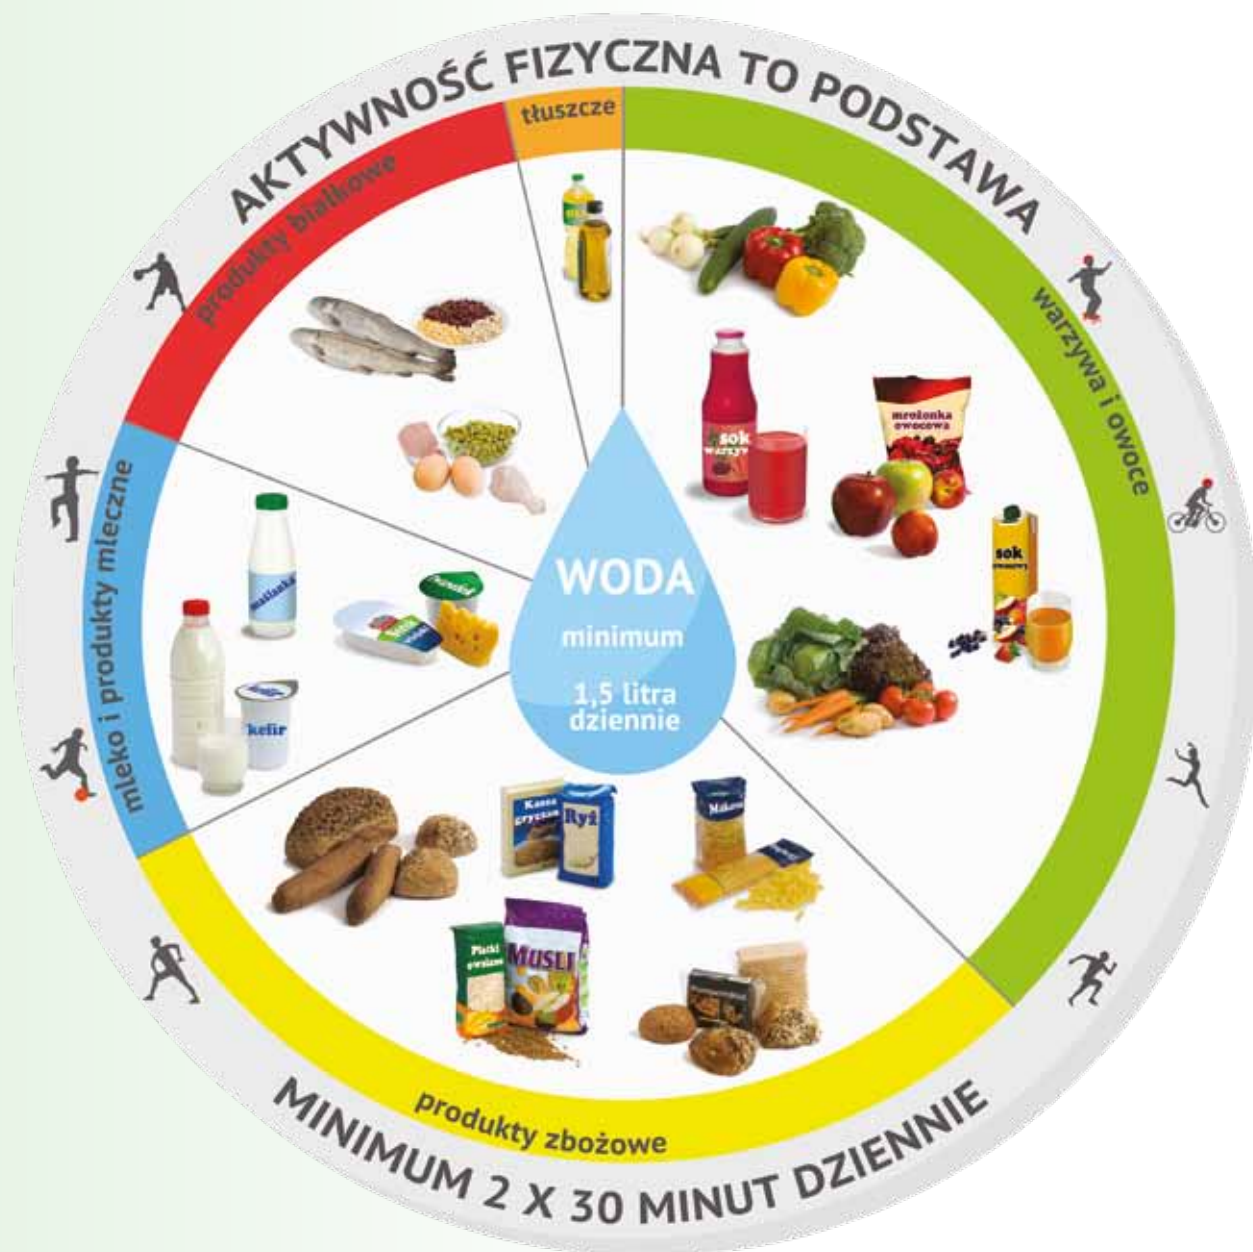 AKTYWNOŚĆ FIZYCZNA TO PODSTAWA
tłuszcze
produkty białkowe
warzywa i owoce
mleko i produkty mleczne
produkty zbożowe
WODA
minimum
1,5 litra
dziennie
mrożonka
owocowa
sok
sok
maślanka
kefir
Kasza
gryczana
Ryż
Płatki
owsiane
MUSLI
MINIMUM 2 X 30 MINUT DZIENNIE